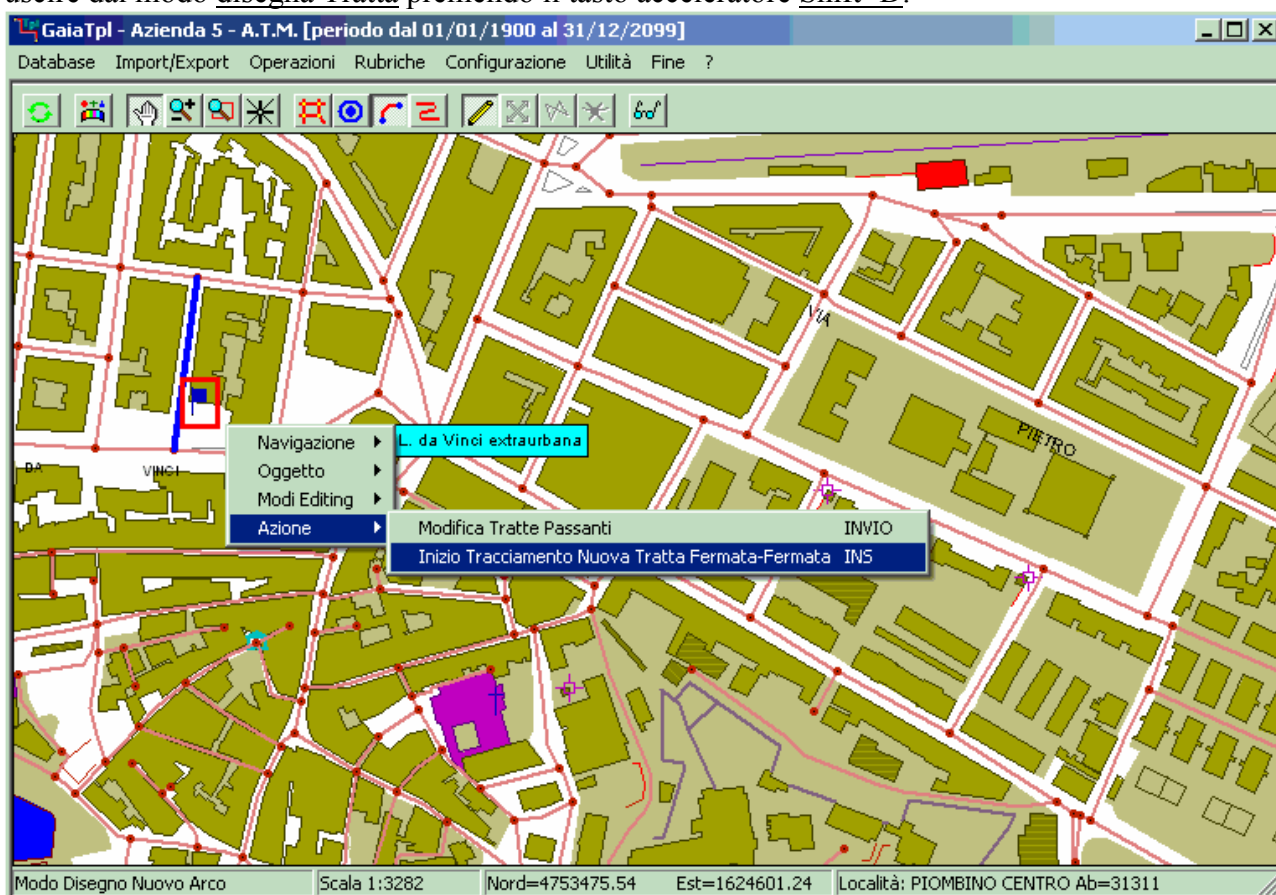 uscire dal modo disegna Tratta premendo il tasto acceleratore Shift+D.
GaiaTpl - Azienda 5 - A.T.M. [periodo dal 01/01/1900 al 31/12/2099]
Database Import/Export Operazioni Rubriche Configurazione Utilità Fine ?
VIA
PIETRO
L. da Vinci extraurbana
DA VINCI
Navigazione
Oggetto
Modi Editing
Azione
Modifica Tratte Passanti INVIO
Inizio Tracciamento Nuova Tratta Fermata-Fermata INS
Modo Disegno Nuovo Arco Scala 1:3282 Nord=4753475.54 Est=1624601.24 Località: PIOMBINO CENTRO Ab=31311